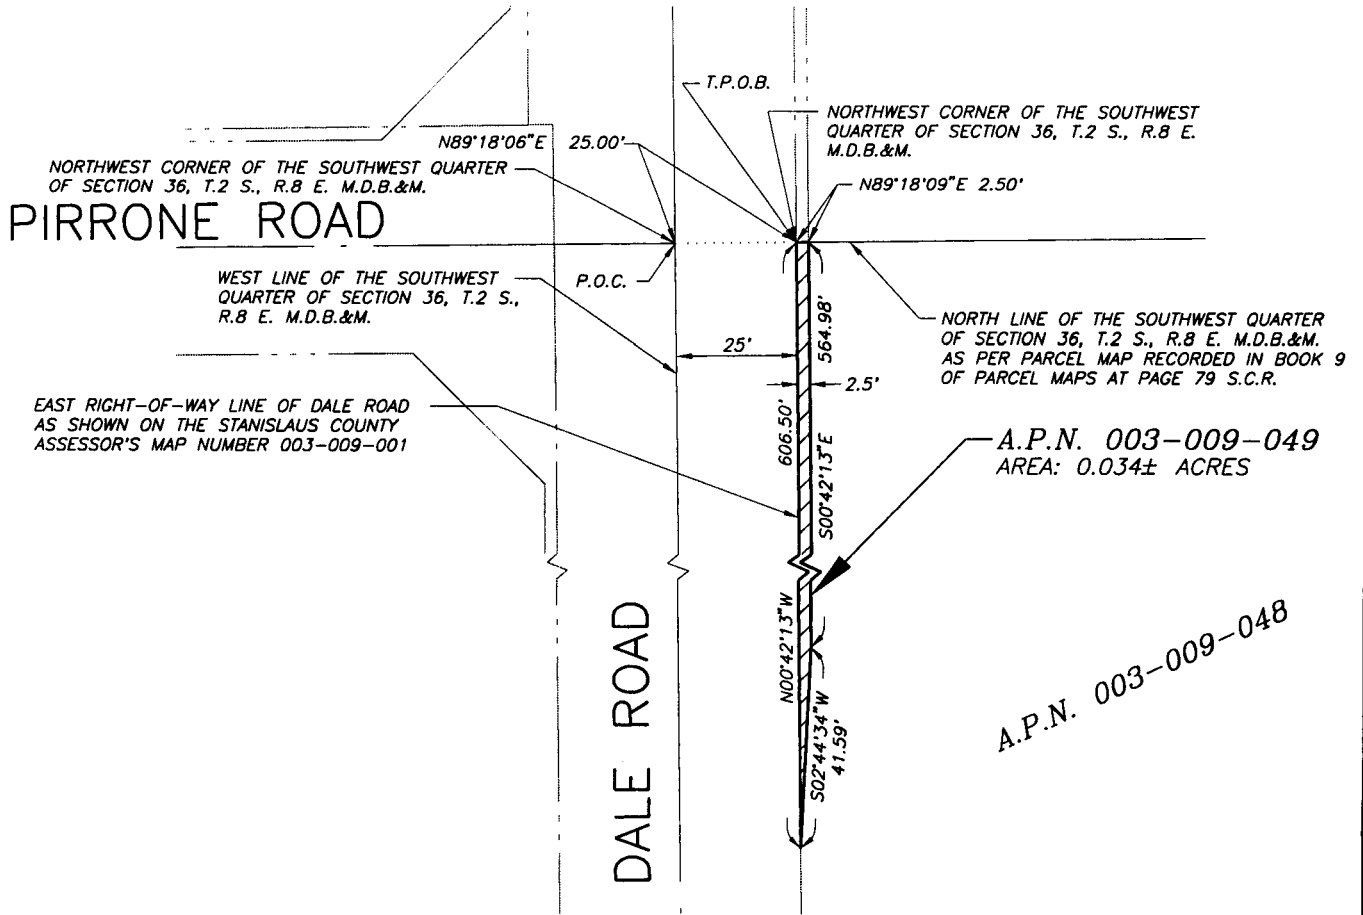 T.P.O.B.
NORTHWEST CORNER OF THE SOUTHWEST
QUARTER OF SECTION 36, T.2 S., R.8 E.
M.D.B.&M.
N89°18'06"E 25.00'
NORTHWEST CORNER OF THE SOUTHWEST QUARTER
OF SECTION 36, T.2 S., R.8 E. M.D.B.&M.
N89°18'09"E 2.50'
PIRRONE ROAD
WEST LINE OF THE SOUTHWEST
QUARTER OF SECTION 36, T.2 S.,
R.8 E. M.D.B.&M.
P.O.C.
564.98'
NORTH LINE OF THE SOUTHWEST QUARTER
OF SECTION 36, T.2 S., R.8 E. M.D.B.&M.
AS PER PARCEL MAP RECORDED IN BOOK 9
OF PARCEL MAPS AT PAGE 79 S.C.R.
25'
2.5'
EAST RIGHT-OF-WAY LINE OF DALE ROAD
AS SHOWN ON THE STANISLAUS COUNTY
ASSESSOR'S MAP NUMBER 003-009-001
606.50'
S00°42'13"E
A.P.N. 003-009-049
AREA: 0.034± ACRES
N00°42'13"W
S02°44'34"W
41.59'
DALE ROAD
A.P.N. 003-009-048